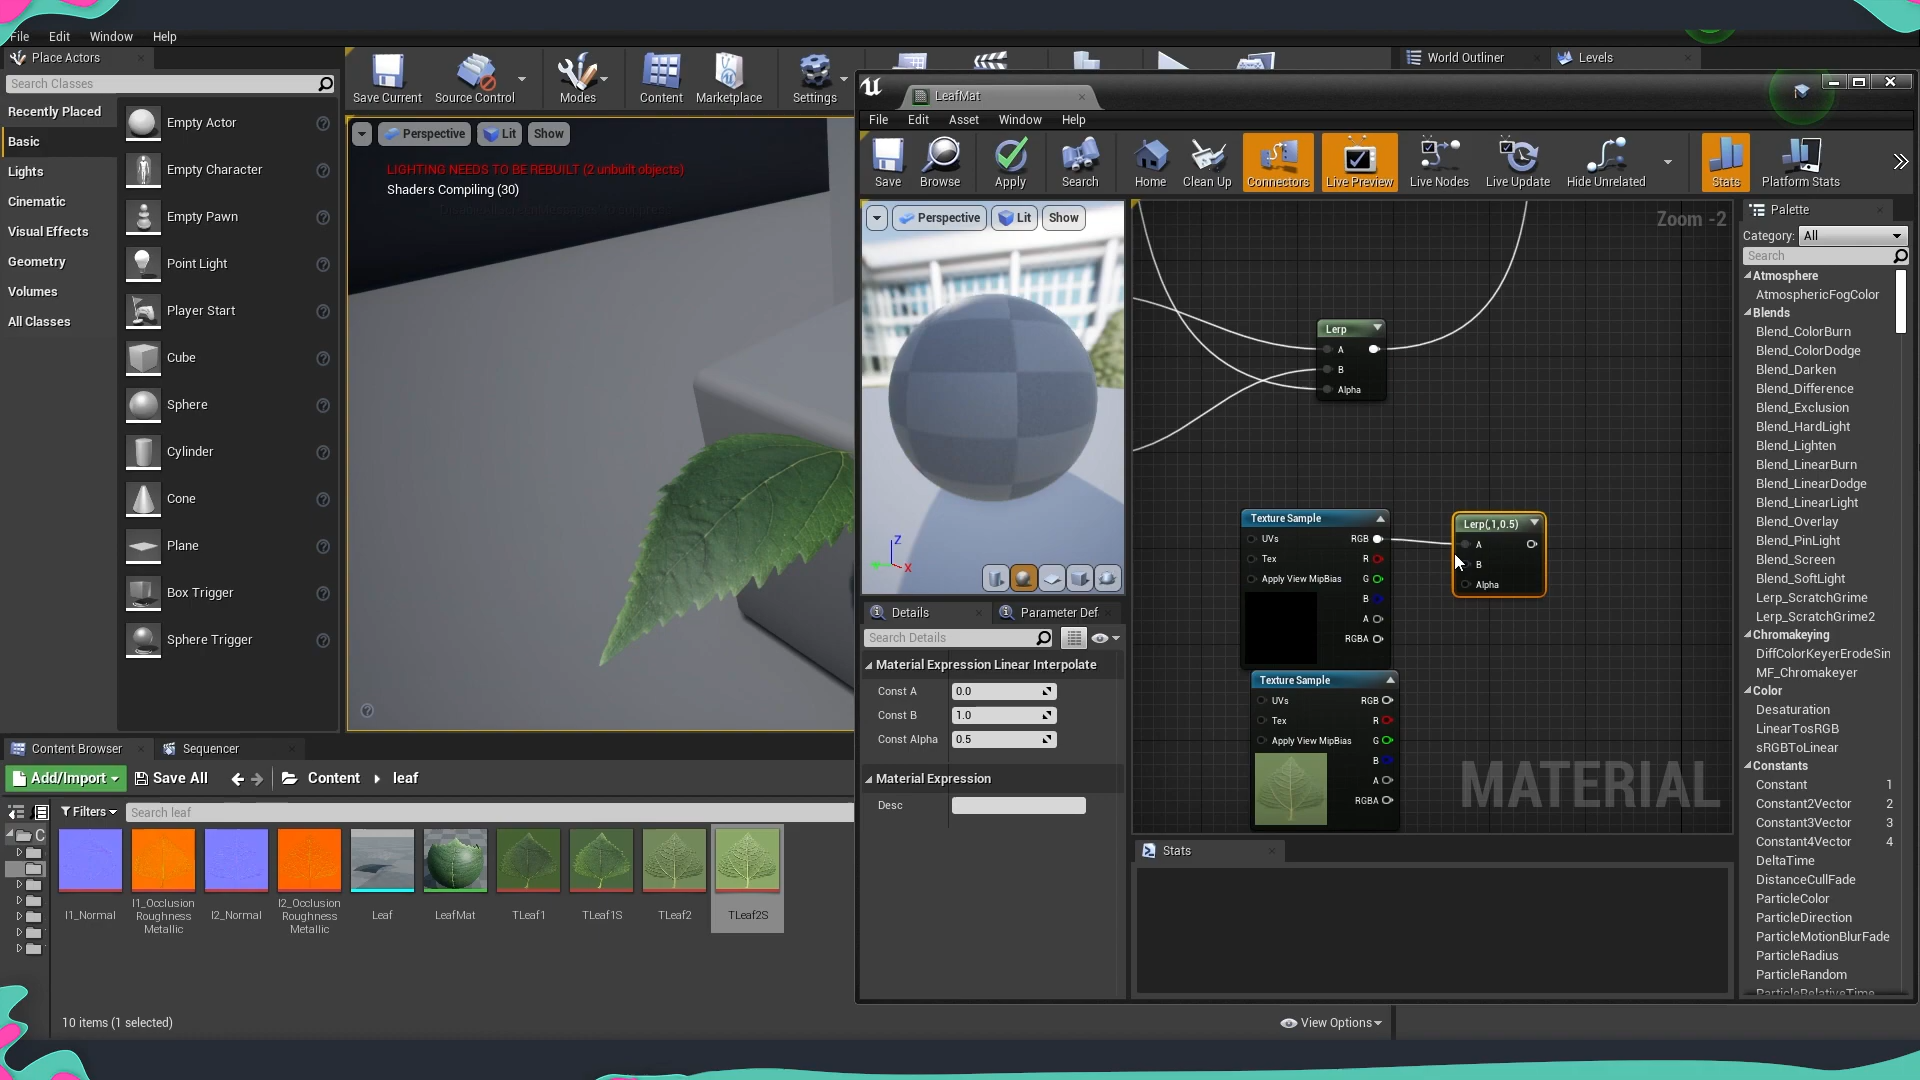 File Edit Window Help
Place Actors
Search Classes
Recently Placed
Basic
Lights
Cinematic
Visual Effects
Geometry
Volumes
All Classes
Empty Actor
Empty Character
Empty Pawn
Point Light
Player Start
Cube
Sphere
Cylinder
Cone
Plane
Box Trigger
Sphere Trigger
Save Current
Source Control
Modes
Content
Marketplace
Settings
World Outliner
Levels
Perspective Lit Show
LIGHTING NEEDS TO BE REBUILT (2 unbuilt objects)
Shaders Compiling (30)
LeafMat
File Edit Asset Window Help
Save Browse Apply Search Home Clean Up Connectors Live Preview Live Nodes Live Update Hide Unrelated Stats Platform Stats
Perspective Lit Show
Z
X
Details
Parameter Def
Search Details
Material Expression Linear Interpolate
Const A 0.0
Const B 1.0
Const Alpha 0.5
Material Expression
Desc
Zoom -2
Lerp
A
B
Alpha
Texture Sample
UVs RGB
Tex R
Apply View MipBias G
B
A
RGBA
Lerp(,1,0.5)
A
B
Alpha
Texture Sample
UVs RGB
Tex R
Apply View MipBias G
B
A
RGBA
MATERIAL
Stats
Palette
Category: All
Search
Atmosphere
AtmosphericFogColor
Blends
Blend_ColorBurn
Blend_ColorDodge
Blend_Darken
Blend_Difference
Blend_Exclusion
Blend_HardLight
Blend_Lighten
Blend_LinearBurn
Blend_LinearDodge
Blend_LinearLight
Blend_Overlay
Blend_PinLight
Blend_Screen
Blend_SoftLight
Lerp_ScratchGrime
Lerp_ScratchGrime2
Chromakeying
DiffColorKeyerErodeSin
MF_Chromakeyer
Color
Desaturation
LinearTosRGB
sRGBToLinear
Constants
Constant 1
Constant2Vector 2
Constant3Vector 3
Constant4Vector 4
DeltaTime
DistanceCullFade
ParticleColor
ParticleDirection
ParticleMotionBlurFade
ParticleRadius
ParticleRandom
ParticleRelativeTime
Content Browser
Sequencer
Add/Import Save All Content leaf
Filters Search leaf
C
l1_Normal
l1_Occlusion
Roughness
Metallic
l2_Normal
l2_Occlusion
Roughness
Metallic
Leaf
LeafMat
TLeaf1
TLeaf1S
TLeaf2
TLeaf2S
10 items (1 selected)
View Options